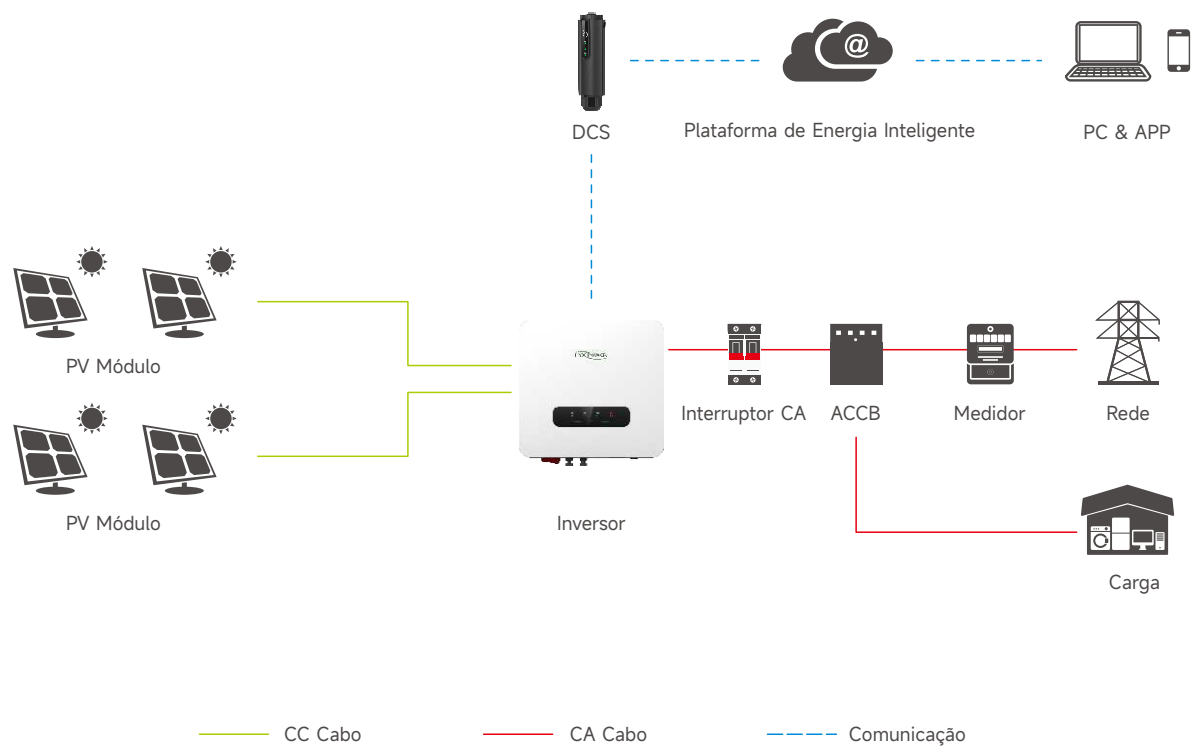 @
DCS
Plataforma de Energia Inteligente
PC & APP
PV Módulo
Interruptor CA
ACCB
Medidor
Rede
PV Módulo
Inversor
Carga
CC Cabo
CA Cabo
Comunicação